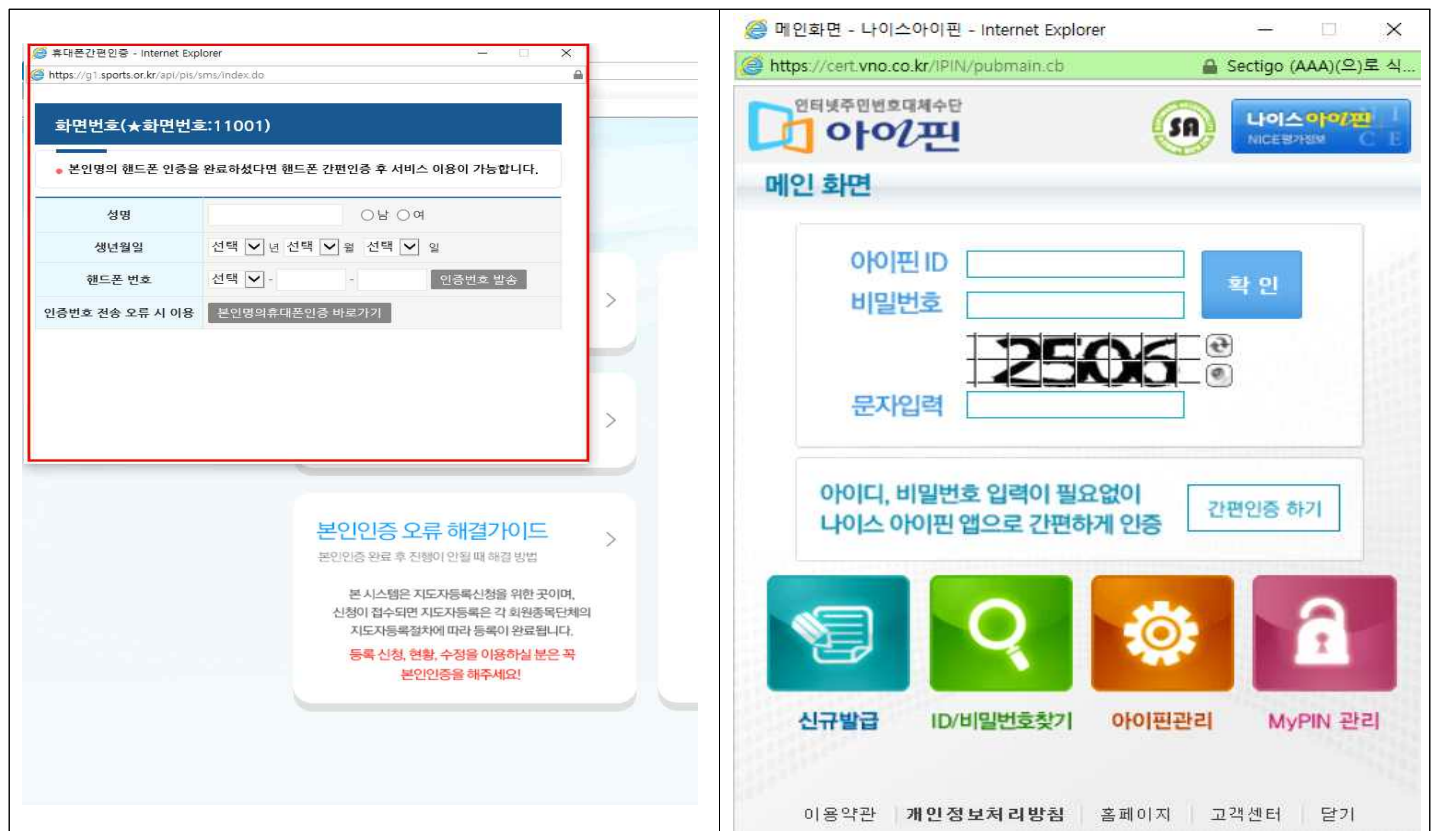 휴대폰간편인증 - Internet Explorer
https://g1.sports.or.kr/api/pis/sms/index.do
화면번호(★화면번호:11001)
본인명의 핸드폰 인증을 완료하셨다면 핸드폰 간편인증 후 서비스 이용이 가능합니다.
성명 남 여
생년월일 선택 년 선택 월 선택 일
핸드폰 번호 선택 - - 인증번호 발송
인증번호 전송 오류 시 이용 본인명의휴대폰인증 바로가기
본인인증 오류 해결가이드
본인인증 완료 후 진행이 안될 때 해결 방법
본 시스템은 지도자등록신청을 위한 곳이며,
신청이 접수되면 지도자등록은 각 회원종목단체의
지도자등록절차에 따라 등록이 완료됩니다.
등록 신청, 현황, 수정을 이용하실 분은 꼭
본인인증을 해주세요!
메인화면 - 나이스아이핀 - Internet Explorer
https://cert.vno.co.kr/IPIN/pubmain.cb Sectigo (AAA)(으)로 식...
인터넷주민번호대체수단
아이핀
SA
나이스아이핀
NICE평가정보
메인 화면
아이핀 ID
확 인
비밀번호
2506
문자입력
아이디, 비밀번호 입력이 필요없이
나이스 아이핀 앱으로 간편하게 인증
간편인증 하기
신규발급 ID/비밀번호찾기 아이핀관리 MyPIN 관리
이용약관 개인정보처리방침 홈페이지 고객센터 닫기